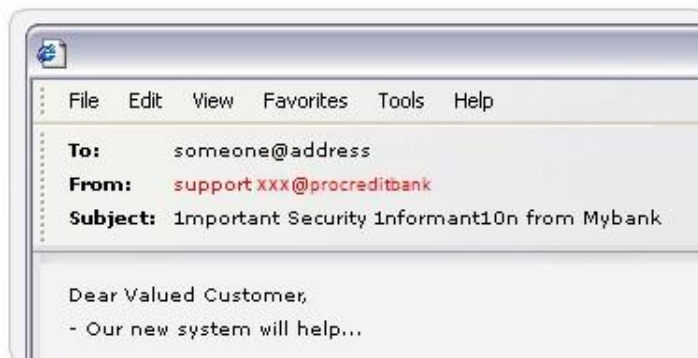 File Edit View Favorites Tools Help
To: someone@address
From: support xxx@procreditbank
Subject: 1mportant Security 1nformant10n from Mybank
Dear Valued Customer,
- Our new system will help...